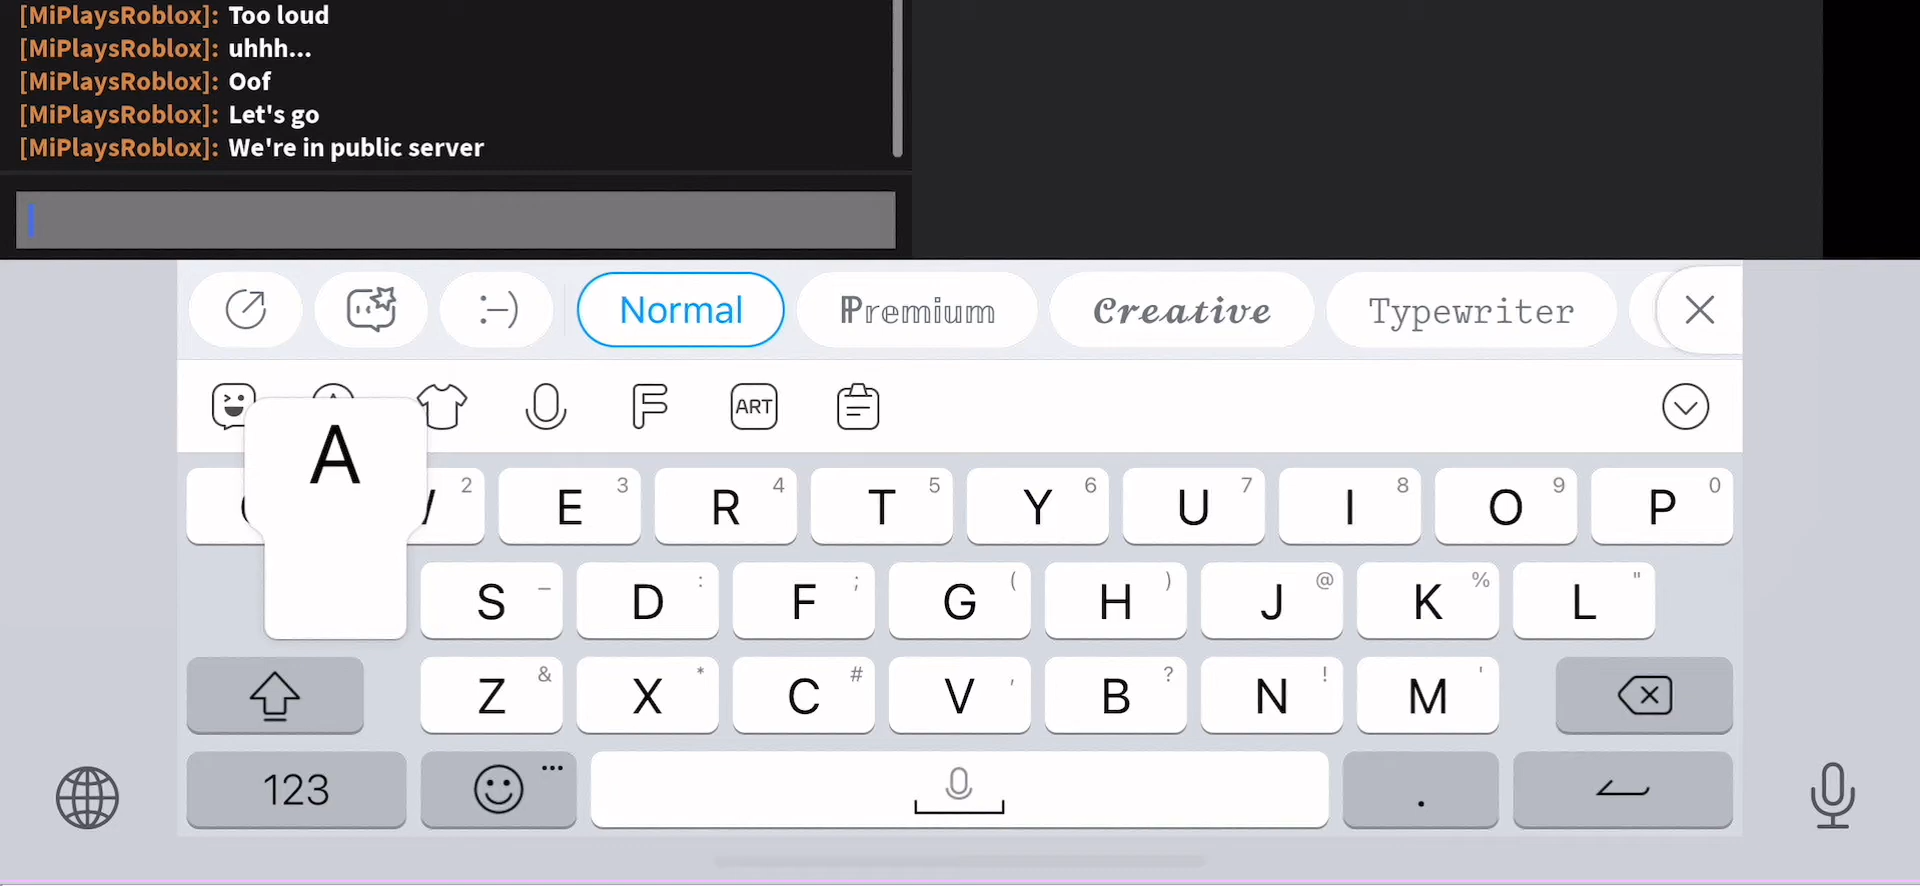 [MiPlaysRoblox]: Too loud
[MiPlaysRoblox]: uhhh...
[MiPlaysRoblox]: Oof
[MiPlaysRoblox]: Let's go
[MiPlaysRoblox]: We're in public server
:-) Normal Premium Creative Typewriter
F ART
A
2 E 3 R 4 T 5 Y 6 U 7 I 8 O 9 P 0
S _ D : F ; G ( H ) J @ K % L "
Z & X * C # V , B ? N ! M '
123 ... .